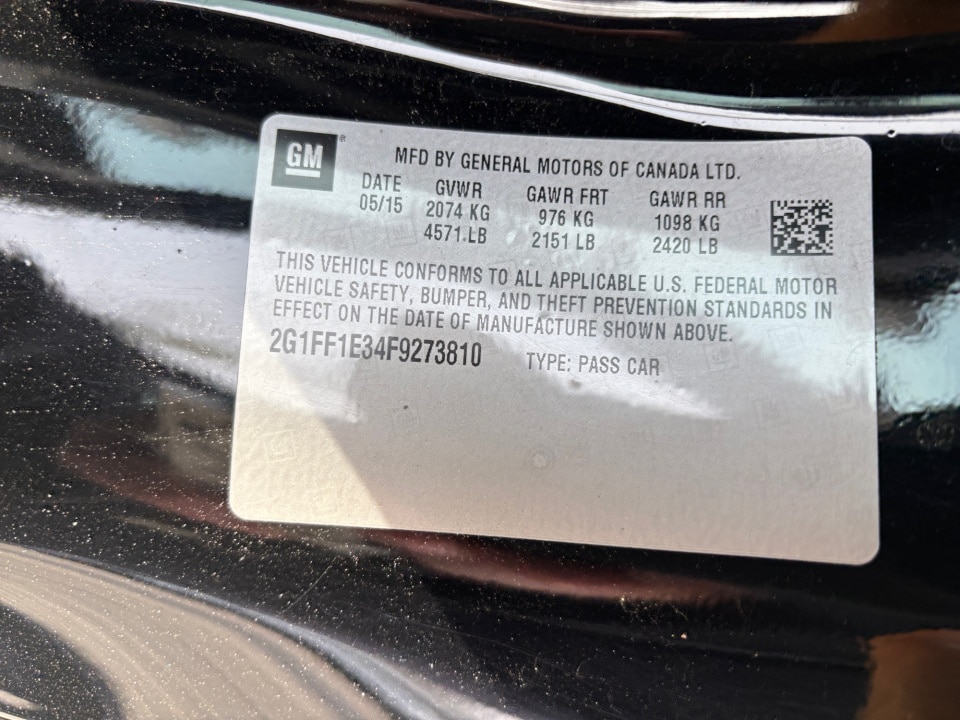 GM
MFD BY GENERAL MOTORS OF CANADA LTD.
DATE GVWR GAWR FRT GAWR RR
05/15 2074 KG 976 KG 1098 KG
4571 LB 2151 LB 2420 LB
THIS VEHICLE CONFORMS TO ALL APPLICABLE U.S. FEDERAL MOTOR
VEHICLE SAFETY, BUMPER, AND THEFT PREVENTION STANDARDS IN
EFFECT ON THE DATE OF MANUFACTURE SHOWN ABOVE.
2G1FF1E34F9273810 TYPE: PASS CAR